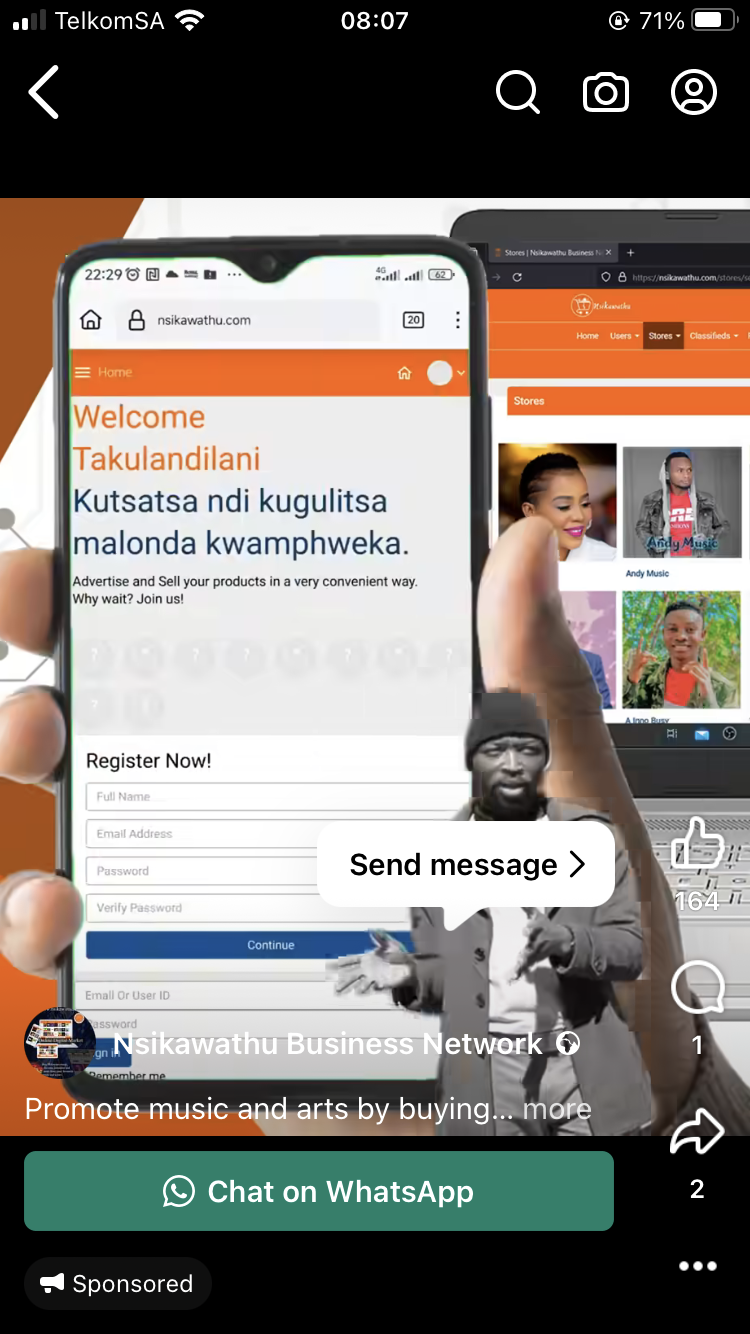 TelkomSA 08:07 71%
22:29 ... 4G 62
nsikawathu.com 20
Home
Welcome
Takulandilani
Kutsatsa ndi kugulitsa
malonda kwamphweka.
Advertise and Sell your products in a very convenient way.
Why wait? Join us!
Register Now!
Full Name
Email Address
Password
Verify Password
Continue
Email Or User ID
Password
Remember me
Stores | Nsikawathu Business
https://nsikawathu.com/stores/
Nsikawathu
Home Users Stores Classifieds
Stores
Andy Music
Andy Music
Send message
164
Nsikawathu Business Network
1
Promote music and arts by buying... more
2
Chat on WhatsApp
Sponsored